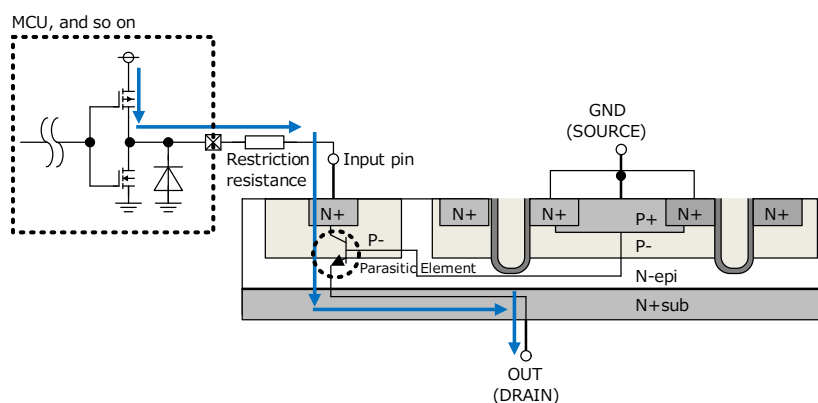 MCU, and so on
GND
(SOURCE)
Restriction
resistance
Input pin
N+
N+
N+
P+
N+
N+
P-
P-
Parasitic Element
N-epi
N+sub
OUT
(DRAIN)